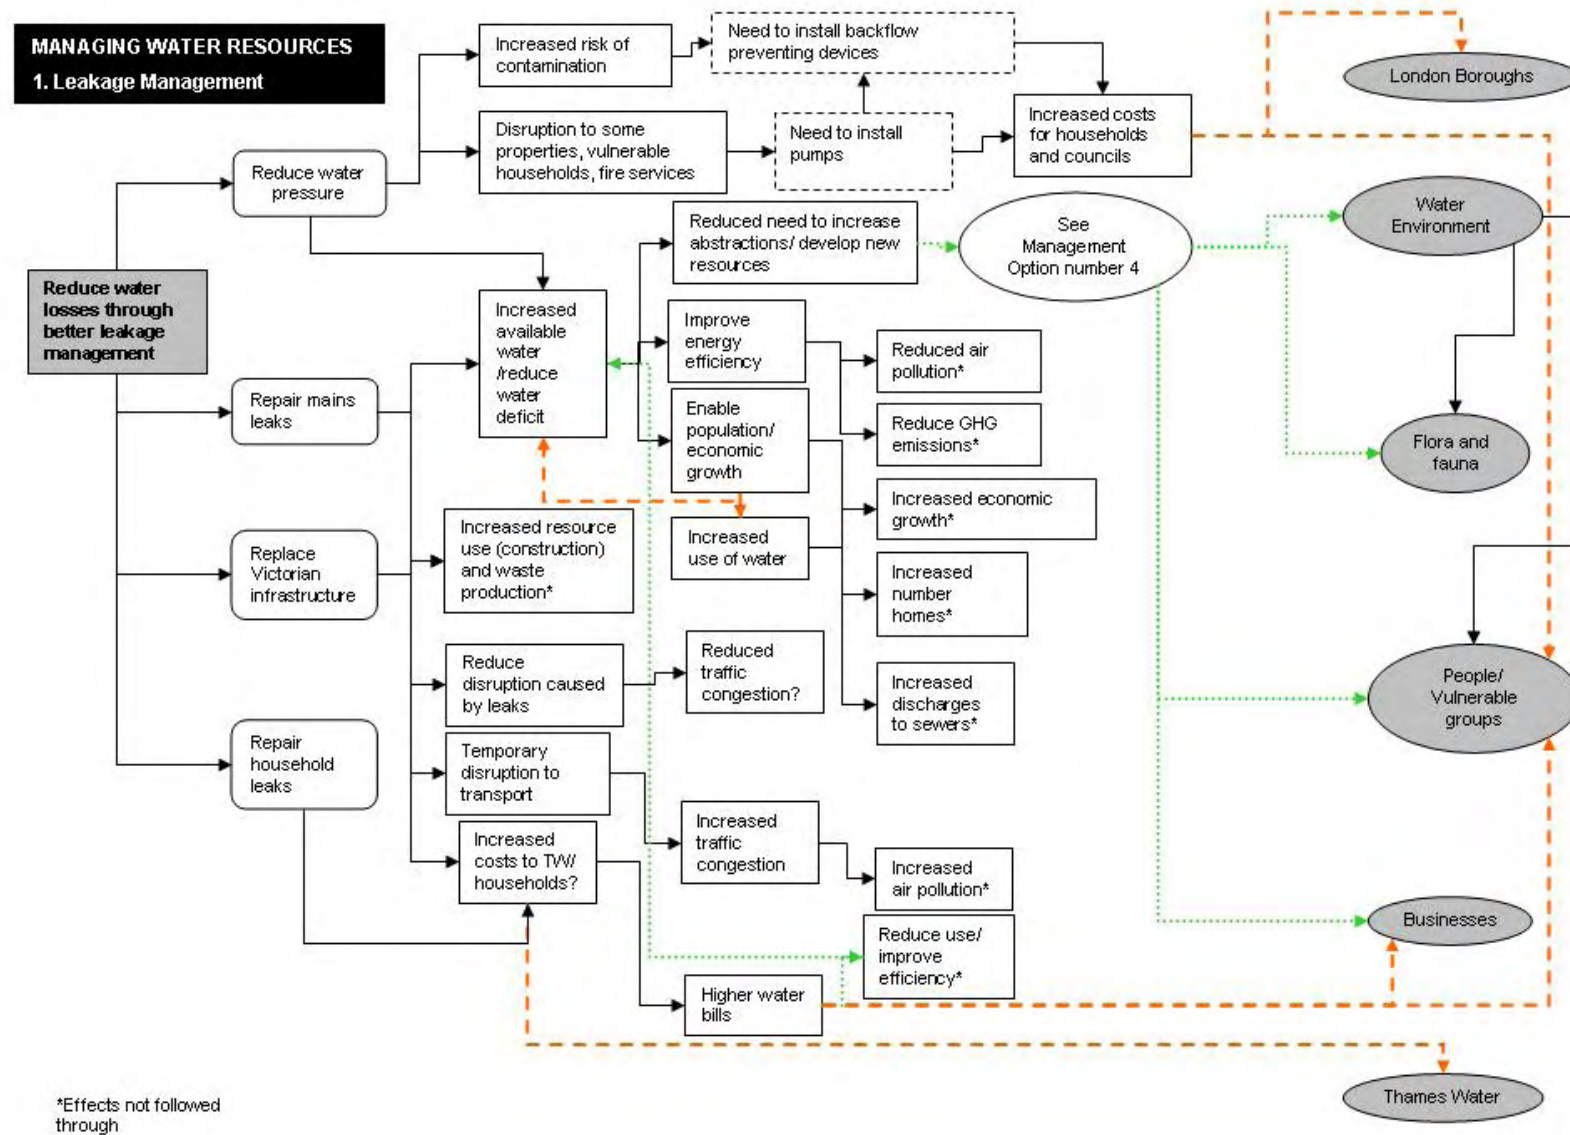 MANAGING WATER RESOURCES
1. Leakage Management
Increased risk of
contamination
Need to install backflow
preventing devices
London Boroughs
Disruption to some
properties, vulnerable
households, fire services
Need to install
pumps
Increased costs
for households
and councils
Reduce water
pressure
Reduced need to increase
abstractions/ develop new
resources
See
Management
Option number 4
Water
Environment
Reduce water
losses through
better leakage
management
Increased
available
water
/reduce
water
deficit
Improve
energy
efficiency
Reduced air
pollution*
Repair mains
leaks
Enable
population/
economic
growth
Reduce GHG
emissions*
Flora and
fauna
Increased economic
growth*
Replace
Victorian
infrastructure
Increased resource
use (construction)
and waste
production*
Increased
use of water
Increased
number
homes*
Reduce
disruption caused
by leaks
Reduced
traffic
congestion?
Increased
discharges
to sewers*
People/
Vulnerable
groups
Repair
household
leaks
Temporary
disruption to
transport
Increased
traffic
congestion
Increased
costs to TW/
households?
Increased
air pollution*
Businesses
Reduce use/
improve
efficiency*
Higher water
bills
Thames Water
*Effects not followed
through